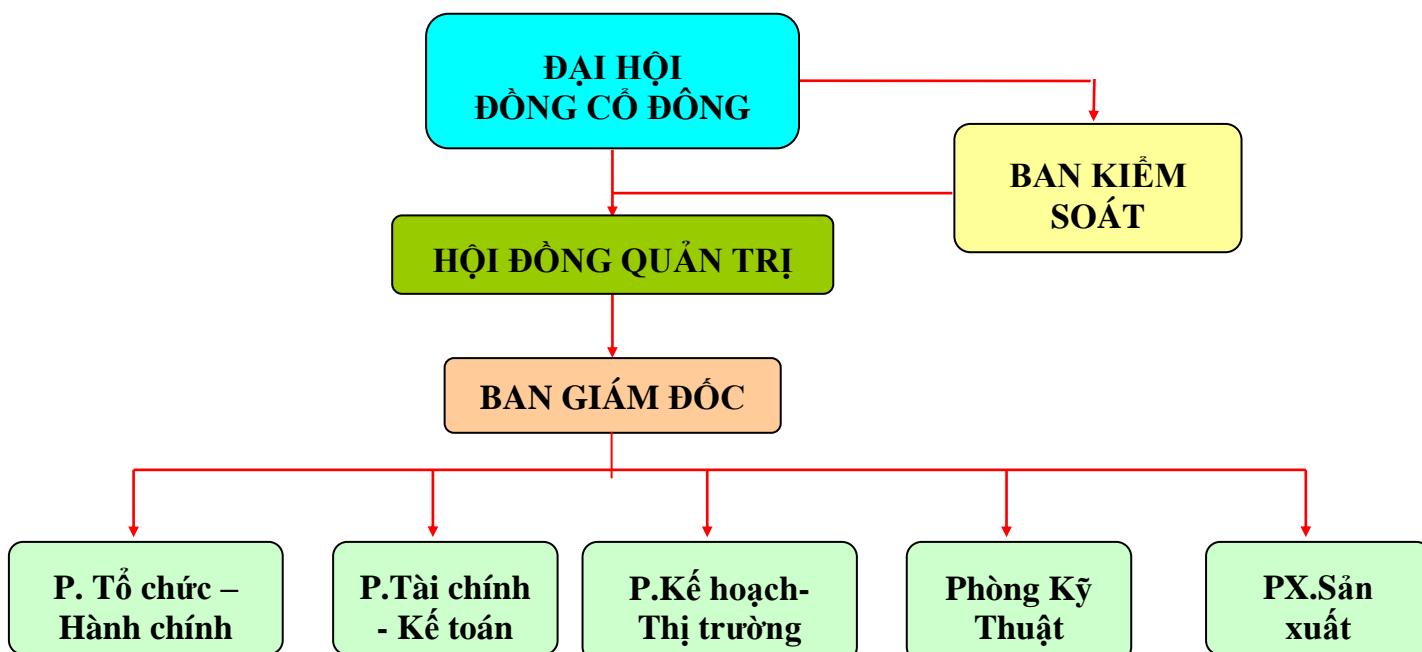 ĐẠI HỘI
ĐỒNG CỔ ĐÔNG
BAN KIỂM
SOÁT
HỘI ĐỒNG QUẢN TRỊ
BAN GIÁM ĐỐC
P. Tổ chức –
Hành chính
P.Tài chính
- Kế toán
P.Kế hoạch-
Thị trường
Phòng Kỹ
Thuật
PX.Sản
xuất